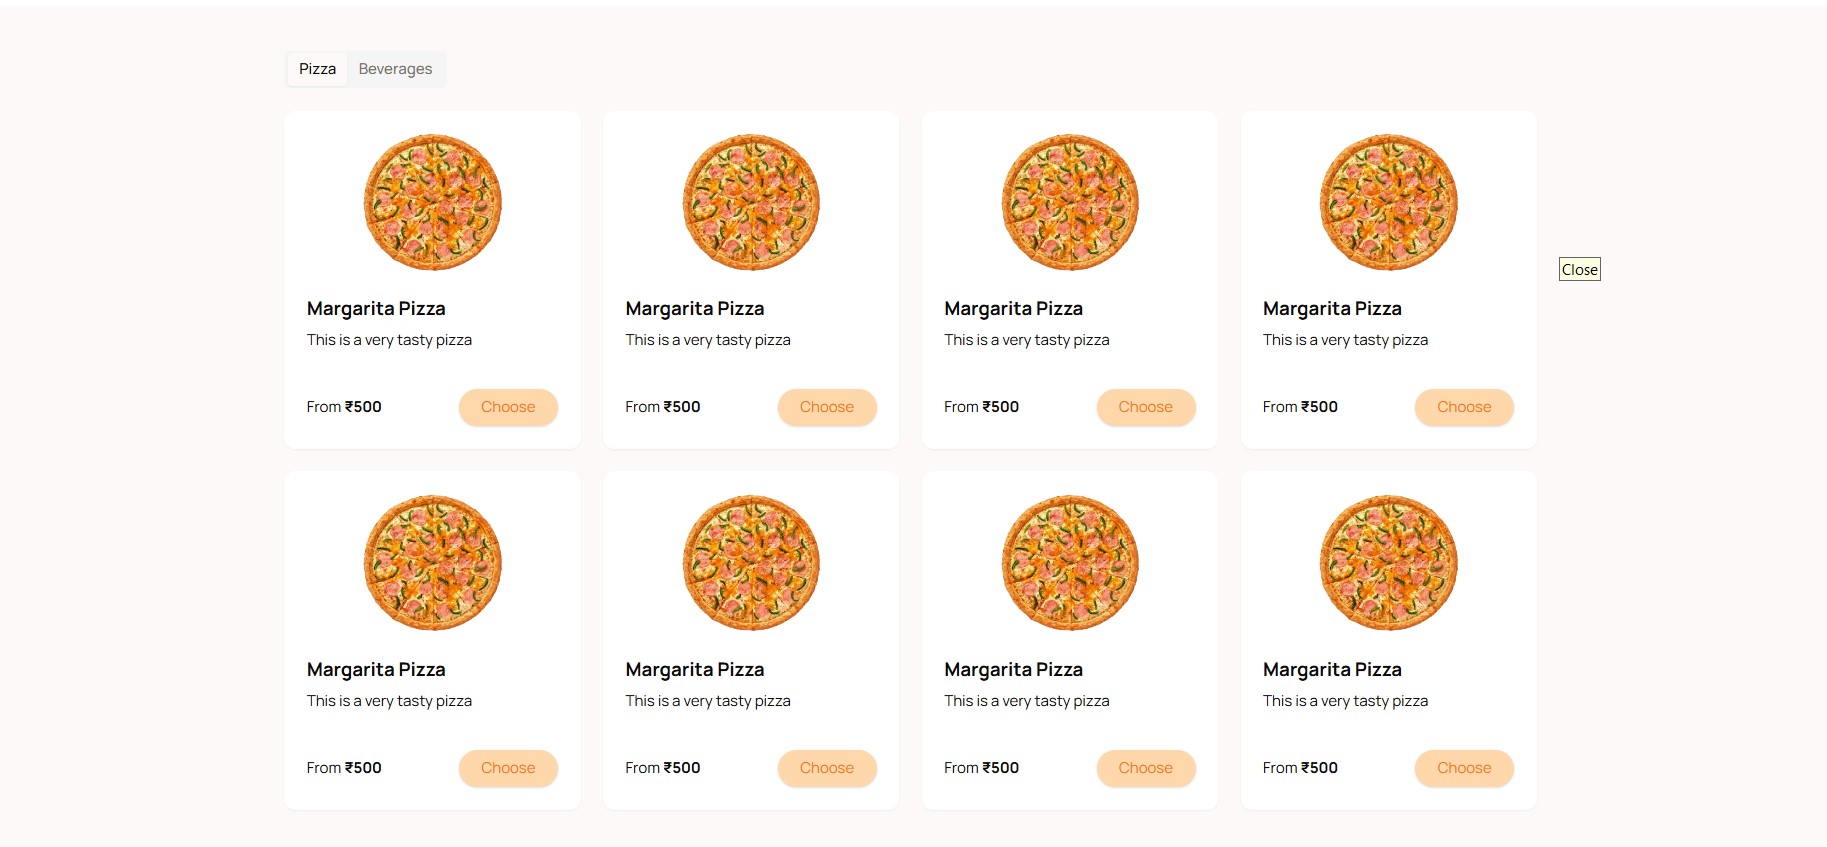 Pizza Beverages
Close
Margarita Pizza Margarita Pizza Margarita Pizza Margarita Pizza
This is a very tasty pizza This is a very tasty pizza This is a very tasty pizza This is a very tasty pizza
From ₹500 Choose From ₹500 Choose From ₹500 Choose From ₹500 Choose
Margarita Pizza Margarita Pizza Margarita Pizza Margarita Pizza
This is a very tasty pizza This is a very tasty pizza This is a very tasty pizza This is a very tasty pizza
From ₹500 Choose From ₹500 Choose From ₹500 Choose From ₹500 Choose